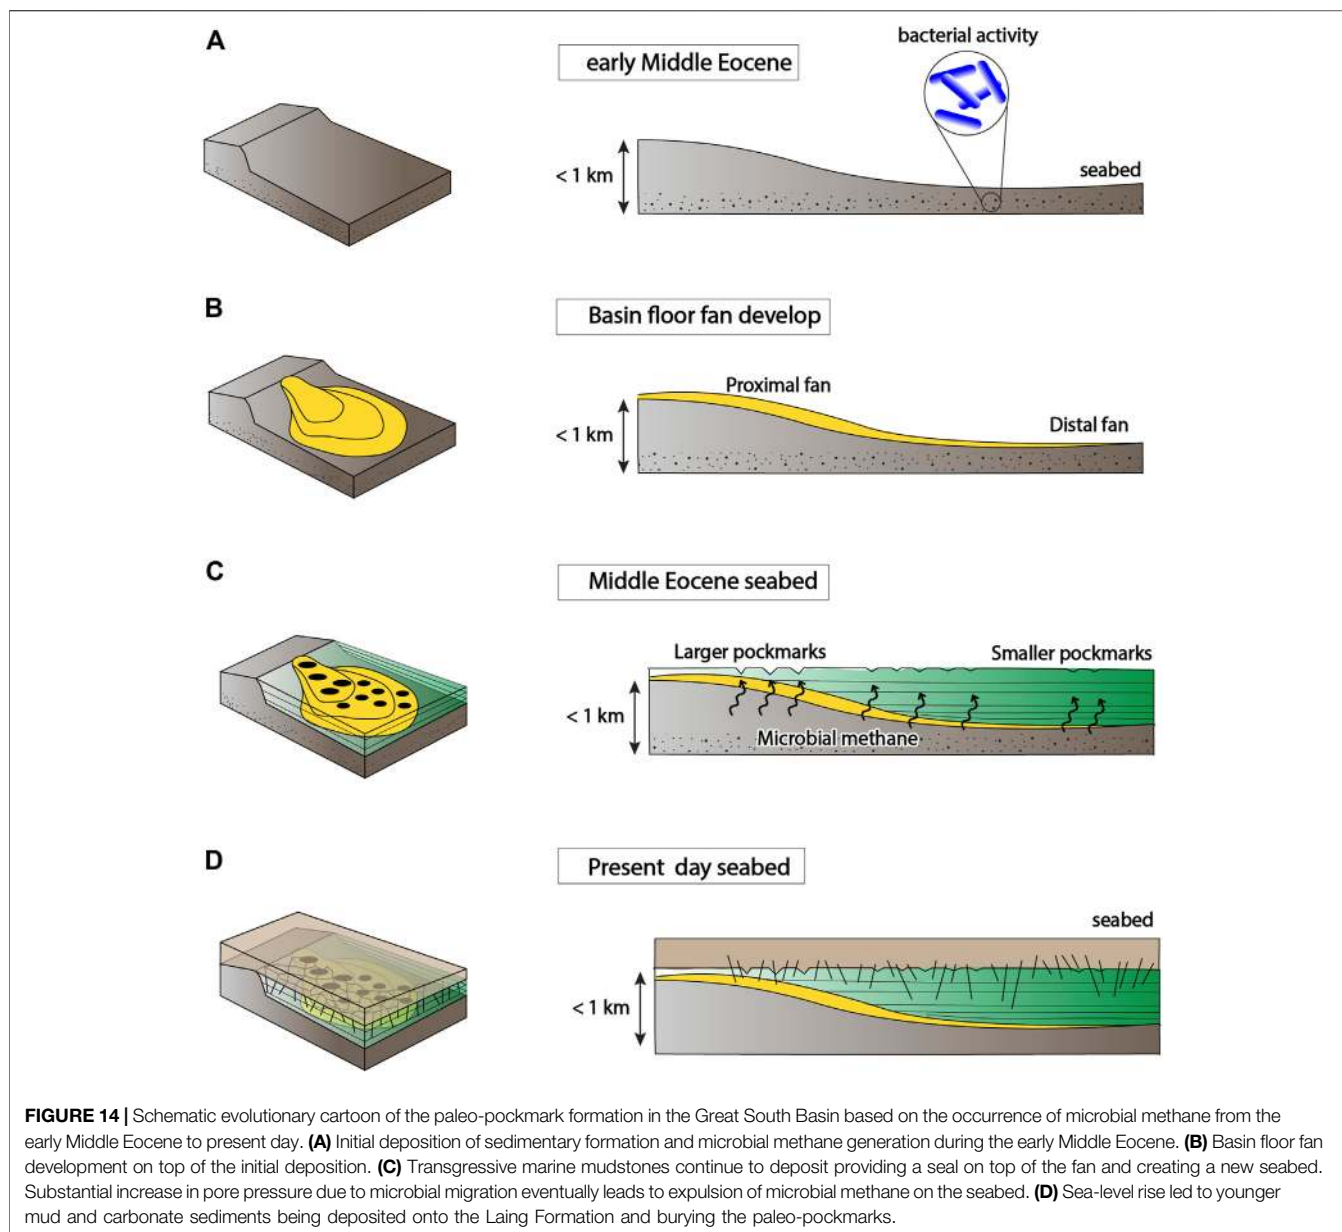 A
early Middle Eocene
bacterial activity
< 1 km
seabed
B
Basin floor fan develop
Proximal fan
< 1 km
Distal fan
C
Middle Eocene seabed
Larger pockmarks
Smaller pockmarks
< 1 km
Microbial methane
D
Present day seabed
seabed
< 1 km
FIGURE 14 | Schematic evolutionary cartoon of the paleo-pockmark formation in the Great South Basin based on the occurrence of microbial methane from the
early Middle Eocene to present day. (A) Initial deposition of sedimentary formation and microbial methane generation during the early Middle Eocene. (B) Basin floor fan
development on top of the initial deposition. (C) Transgressive marine mudstones continue to deposit providing a seal on top of the fan and creating a new seabed.
Substantial increase in pore pressure due to microbial migration eventually leads to expulsion of microbial methane on the seabed. (D) Sea-level rise led to younger
mud and carbonate sediments being deposited onto the Laing Formation and burying the paleo-pockmarks.